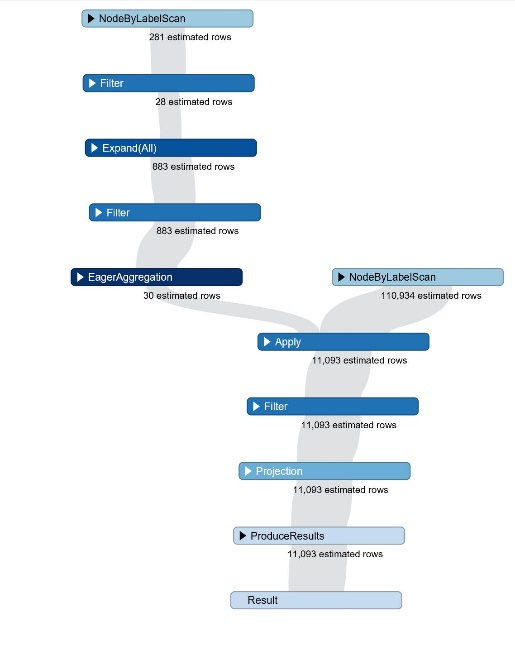 NodeByLabelScan
281 estimated rows
Filter
28 estimated rows
Expand(All)
883 estimated rows
Filter
883 estimated rows
EagerAggregation
30 estimated rows
NodeByLabelScan
110,934 estimated rows
Apply
11,093 estimated rows
Filter
11,093 estimated rows
Projection
11,093 estimated rows
ProduceResults
11,093 estimated rows
Result